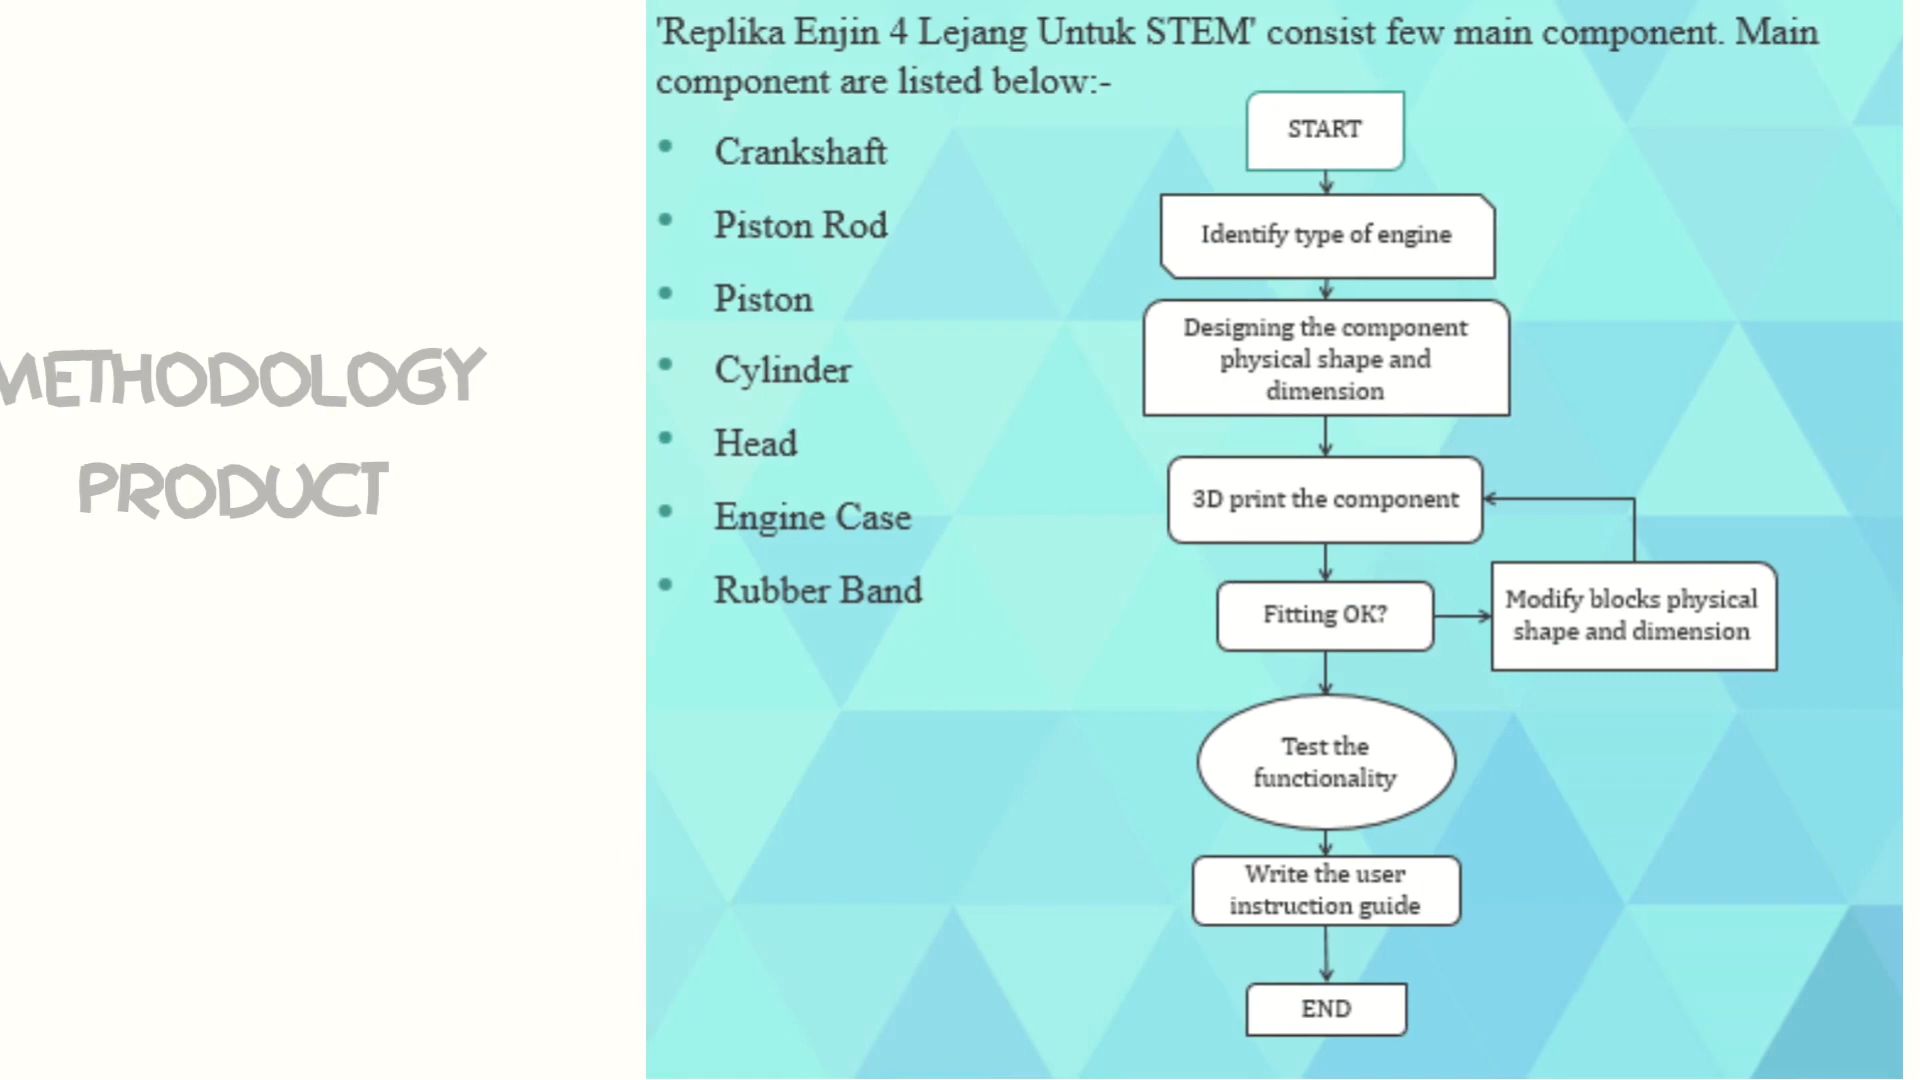 METHODOLOGY
PRODUCT
'Replika Enjin 4 Lejang Untuk STEM' consist few main component. Main
component are listed below:-
• Crankshaft
• Piston Rod
• Piston
• Cylinder
• Head
• Engine Case
• Rubber Band
START
Identify type of engine
Designing the component
physical shape and
dimension
3D print the component
Fitting OK?
Modify blocks physical
shape and dimension
Test the
functionality
Write the user
instruction guide
END